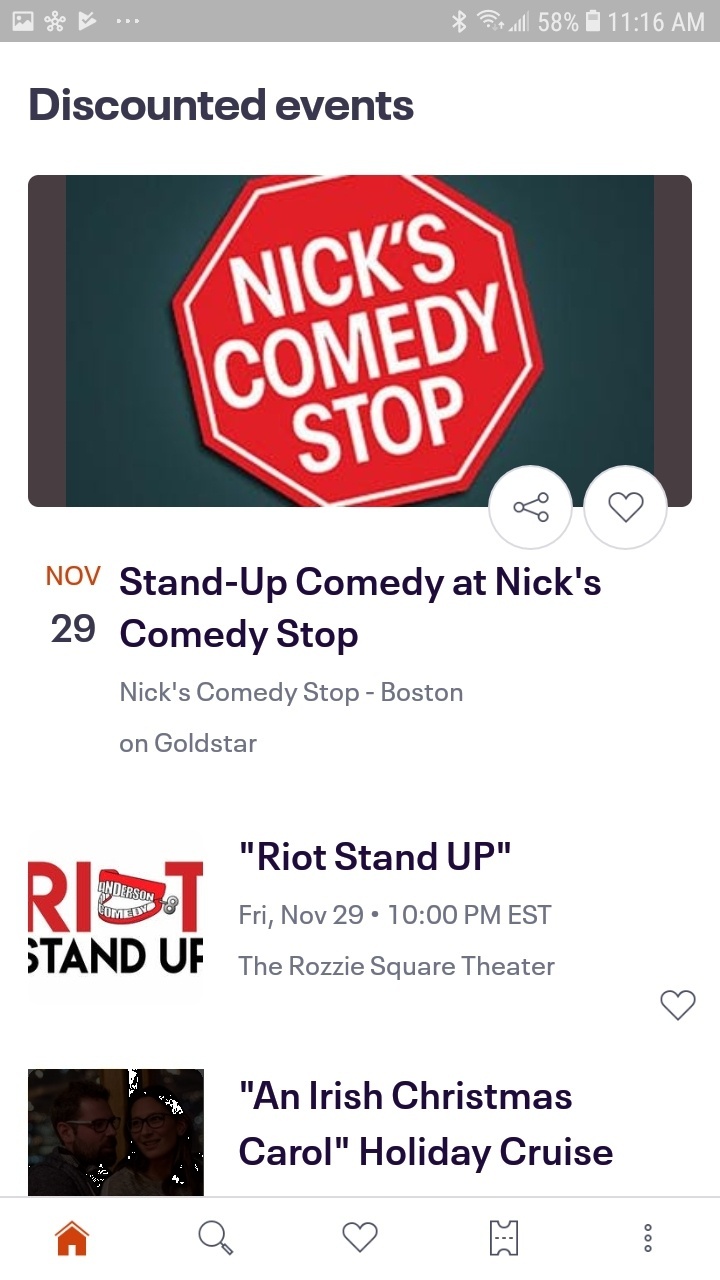 58% 11:16 AM
Discounted events
NICK'S
COMEDY
STOP
NOV
29
Stand-Up Comedy at Nick's
Comedy Stop
Nick's Comedy Stop - Boston
on Goldstar
RIOT
ANDERSON
COMEDY
STAND UP
"Riot Stand UP"
Fri, Nov 29 • 10:00 PM EST
The Rozzie Square Theater
"An Irish Christmas
Carol" Holiday Cruise